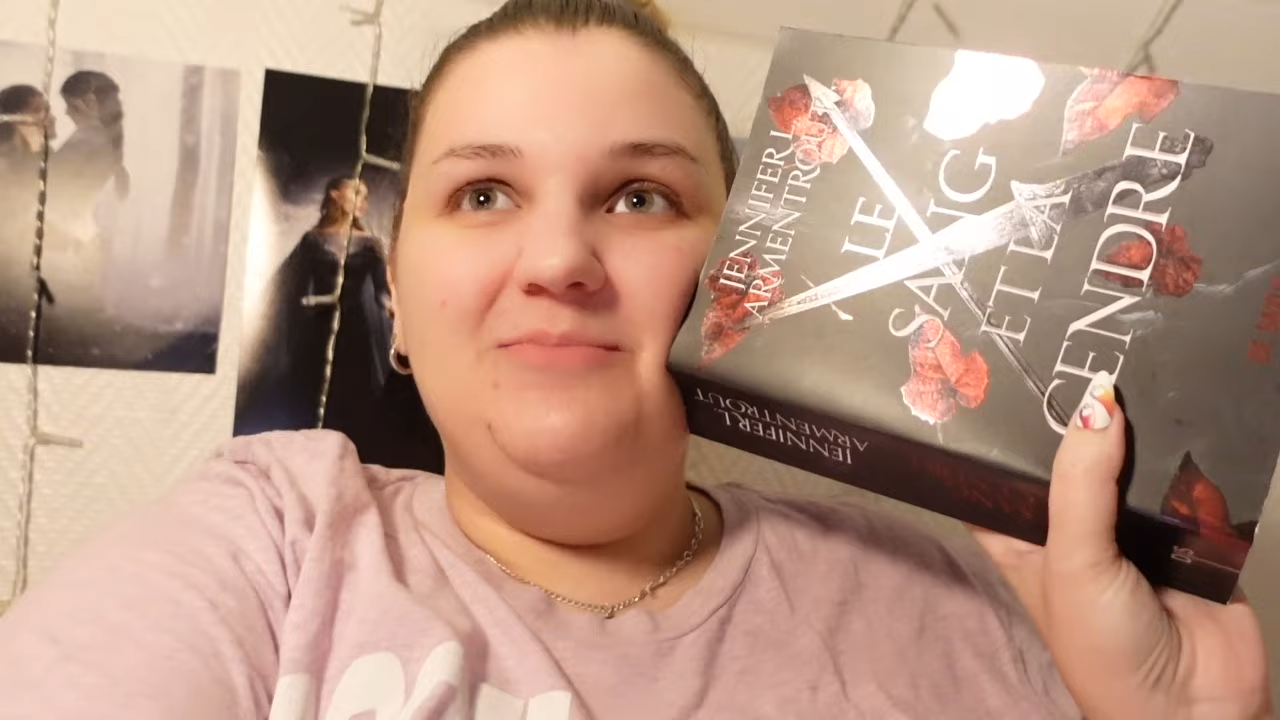 JENNIFER L.
ARMENTROUT
LE
SANG
ET LA
CENDRE
JENNIFER L.
ARMENTROUT